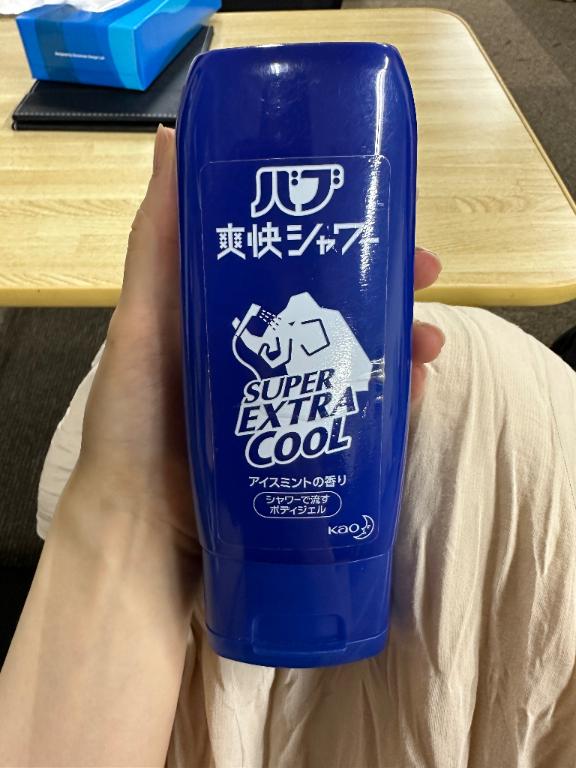 バブ
爽快シャワー
SUPER
EXTRA
COOL
アイスミントの香り
シャワーで流す
ボディジェル
Kao